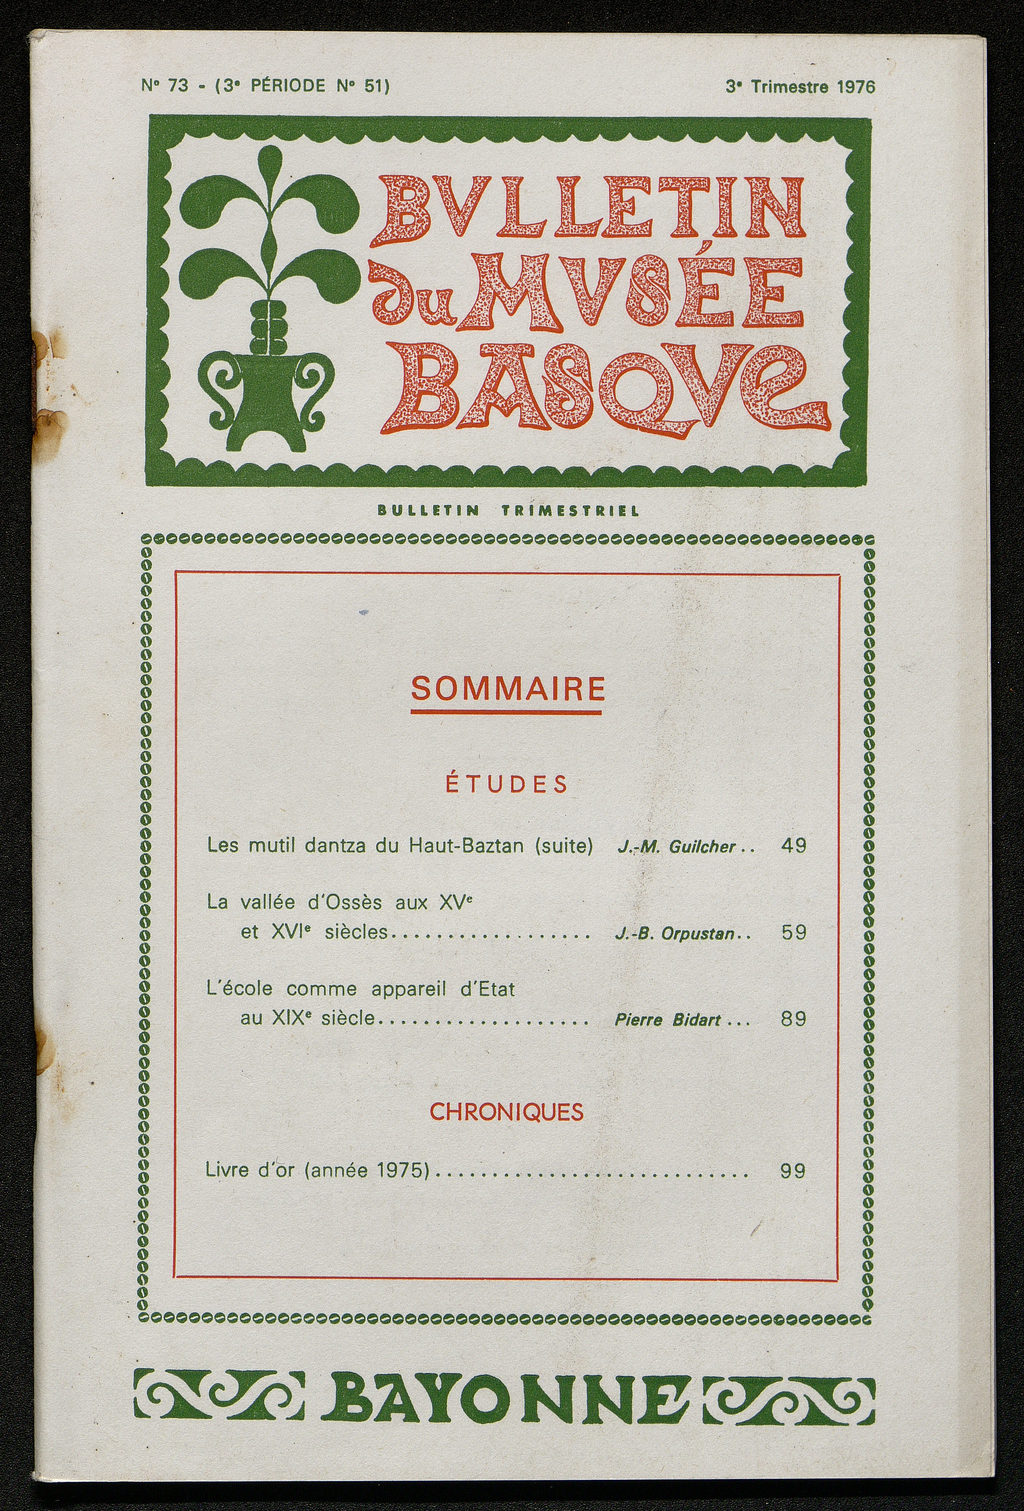 Nº 73 - (3ᵉ PÉRIODE Nº 51)
3ᵉ Trimestre 1976
BVLLETIN
du MVSÉE
BASQVe
BULLETIN TRIMESTRIEL
SOMMAIRE
ÉTUDES
Les mutil dantza du Haut-Baztan (suite) J.-M. Guilcher .. 49
La vallée d'Ossès aux XVᵉ
et XVIᵉ siècles.................. J.-B. Orpustan.. 59
L'école comme appareil d'Etat
au XIXᵉ siècle................... Pierre Bidart ... 89
CHRONIQUES
Livre d'or (année 1975)............................ 99
BAYONNE